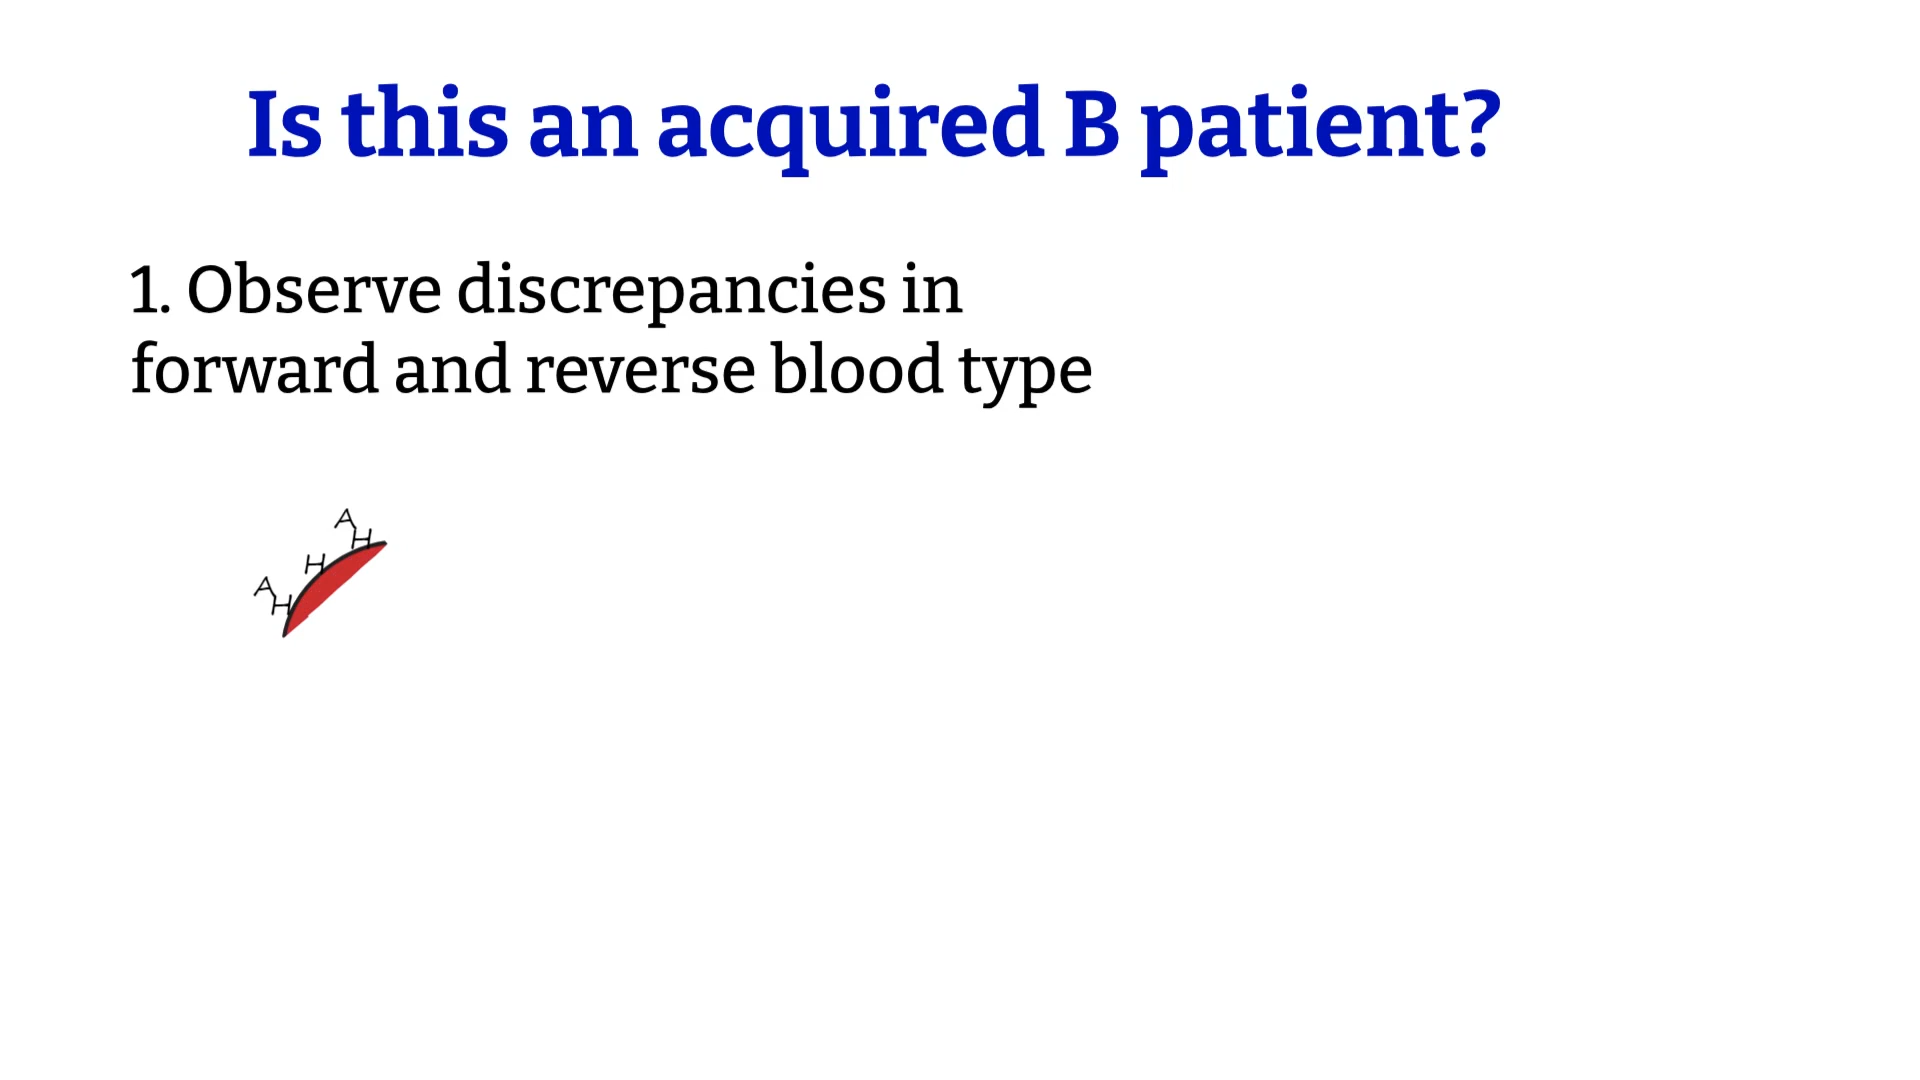 Is this an acquired B patient?
1. Observe discrepancies in
forward and reverse blood type
A
H
H
A
H